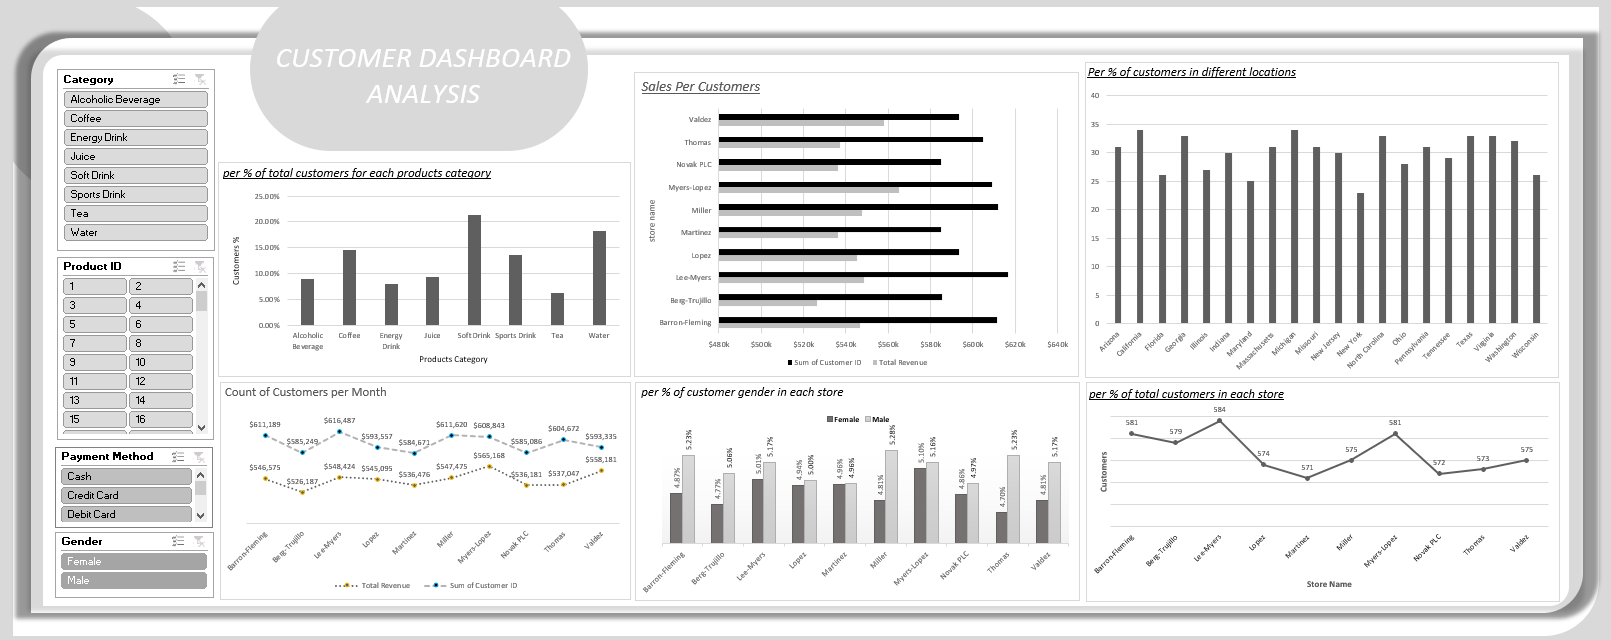 CUSTOMER DASHBOARD
ANALYSIS
Category
Alcoholic Beverage
Coffee
Energy Drink
Juice
Soft Drink
Sports Drink
Tea
Water
Product ID
1 2
3 4
5 6
7 8
9 10
11 12
13 14
15 16
Payment Method
Cash
Credit Card
Debit Card
Gender
Female
Male
per % of total customers for each products category
Customers %
25.00%
20.00%
15.00%
10.00%
5.00%
0.00%
Alcoholic Beverage Coffee Energy Drink Juice Soft Drink Sports Drink Tea Water
Products Category
Sales Per Customers
store name
Valdez
Thomas
Novak PLC
Myers-Lopez
Miller
Martinez
Lopez
Lee-Myers
Berg-Trujillo
Barron-Fleming
$480k $500k $520k $540k $560k $580k $600k $620k $640k
Sum of Customer ID Total Revenue
Per % of customers in different locations
40
35
30
25
20
15
10
5
0
Arizona California Florida Georgia Illinois Indiana Maryland Massachusetts Michigan Missouri New Jersey New York North Carolina Ohio Pennsylvania Tennessee Texas Virginia Washington Wisconsin
Count of Customers per Month
$611,189 $585,249 $616,487 $593,557 $584,671 $611,620 $608,843 $585,086 $604,672 $593,335
$546,575 $526,187 $548,424 $545,095 $536,476 $547,475 $565,168 $536,181 $537,047 $558,181
Barron-Fleming Berg-Trujillo Lee-Myers Lopez Martinez Miller Myers-Lopez Novak PLC Thomas Valdez
Total Revenue Sum of Customer ID
per % of customer gender in each store
Female Male
4.87% 5.23% 4.77% 5.06% 5.01% 5.17% 4.94% 5.00% 4.96% 4.96% 4.81% 5.28% 5.10% 5.16% 4.86% 4.97% 4.70% 5.23% 4.81% 5.17%
Barron-Fleming Berg-Trujillo Lee-Myers Lopez Martinez Miller Myers-Lopez Novak PLC Thomas Valdez
per % of total customers in each store
Customers
581 579 584 574 571 575 581 572 573 575
Barron-Fleming Berg-Trujillo Lee-Myers Lopez Martinez Miller Myers-Lopez Novak PLC Thomas Valdez
Store Name